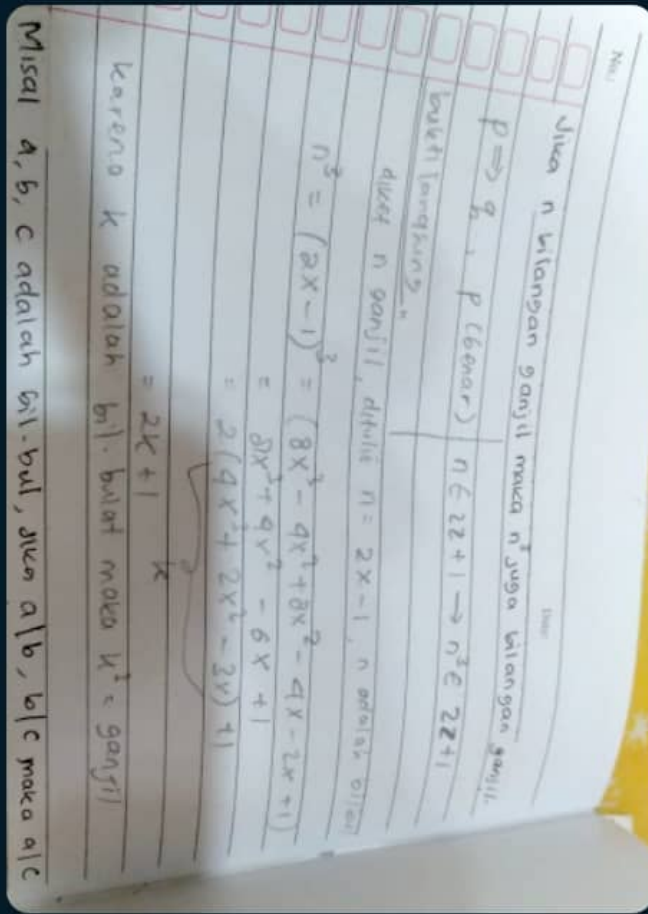 No:
Date:
Jika n bilangan ganjil maka n³ juga bilangan ganjil.
p ⇒ q, p (benar) | n ∈ 2Z+1 → n³ ∈ 2Z+1
bukti langsung"
diket n ganjil, ditulis n = 2x-1, n adalah
n³ = (2x-1)³ = (8x³ - 4x² + 8x² - 4x - 2x + 1)
= 8x³ + 4x² - 6x + 1
= 2(4x³ + 2x² - 3x) + 1
k
= 2k+1
karena k adalah bil. bulat maka k² = ganjil
Misal a, b, c adalah bil-bul, jika a|b, b|c maka a|c